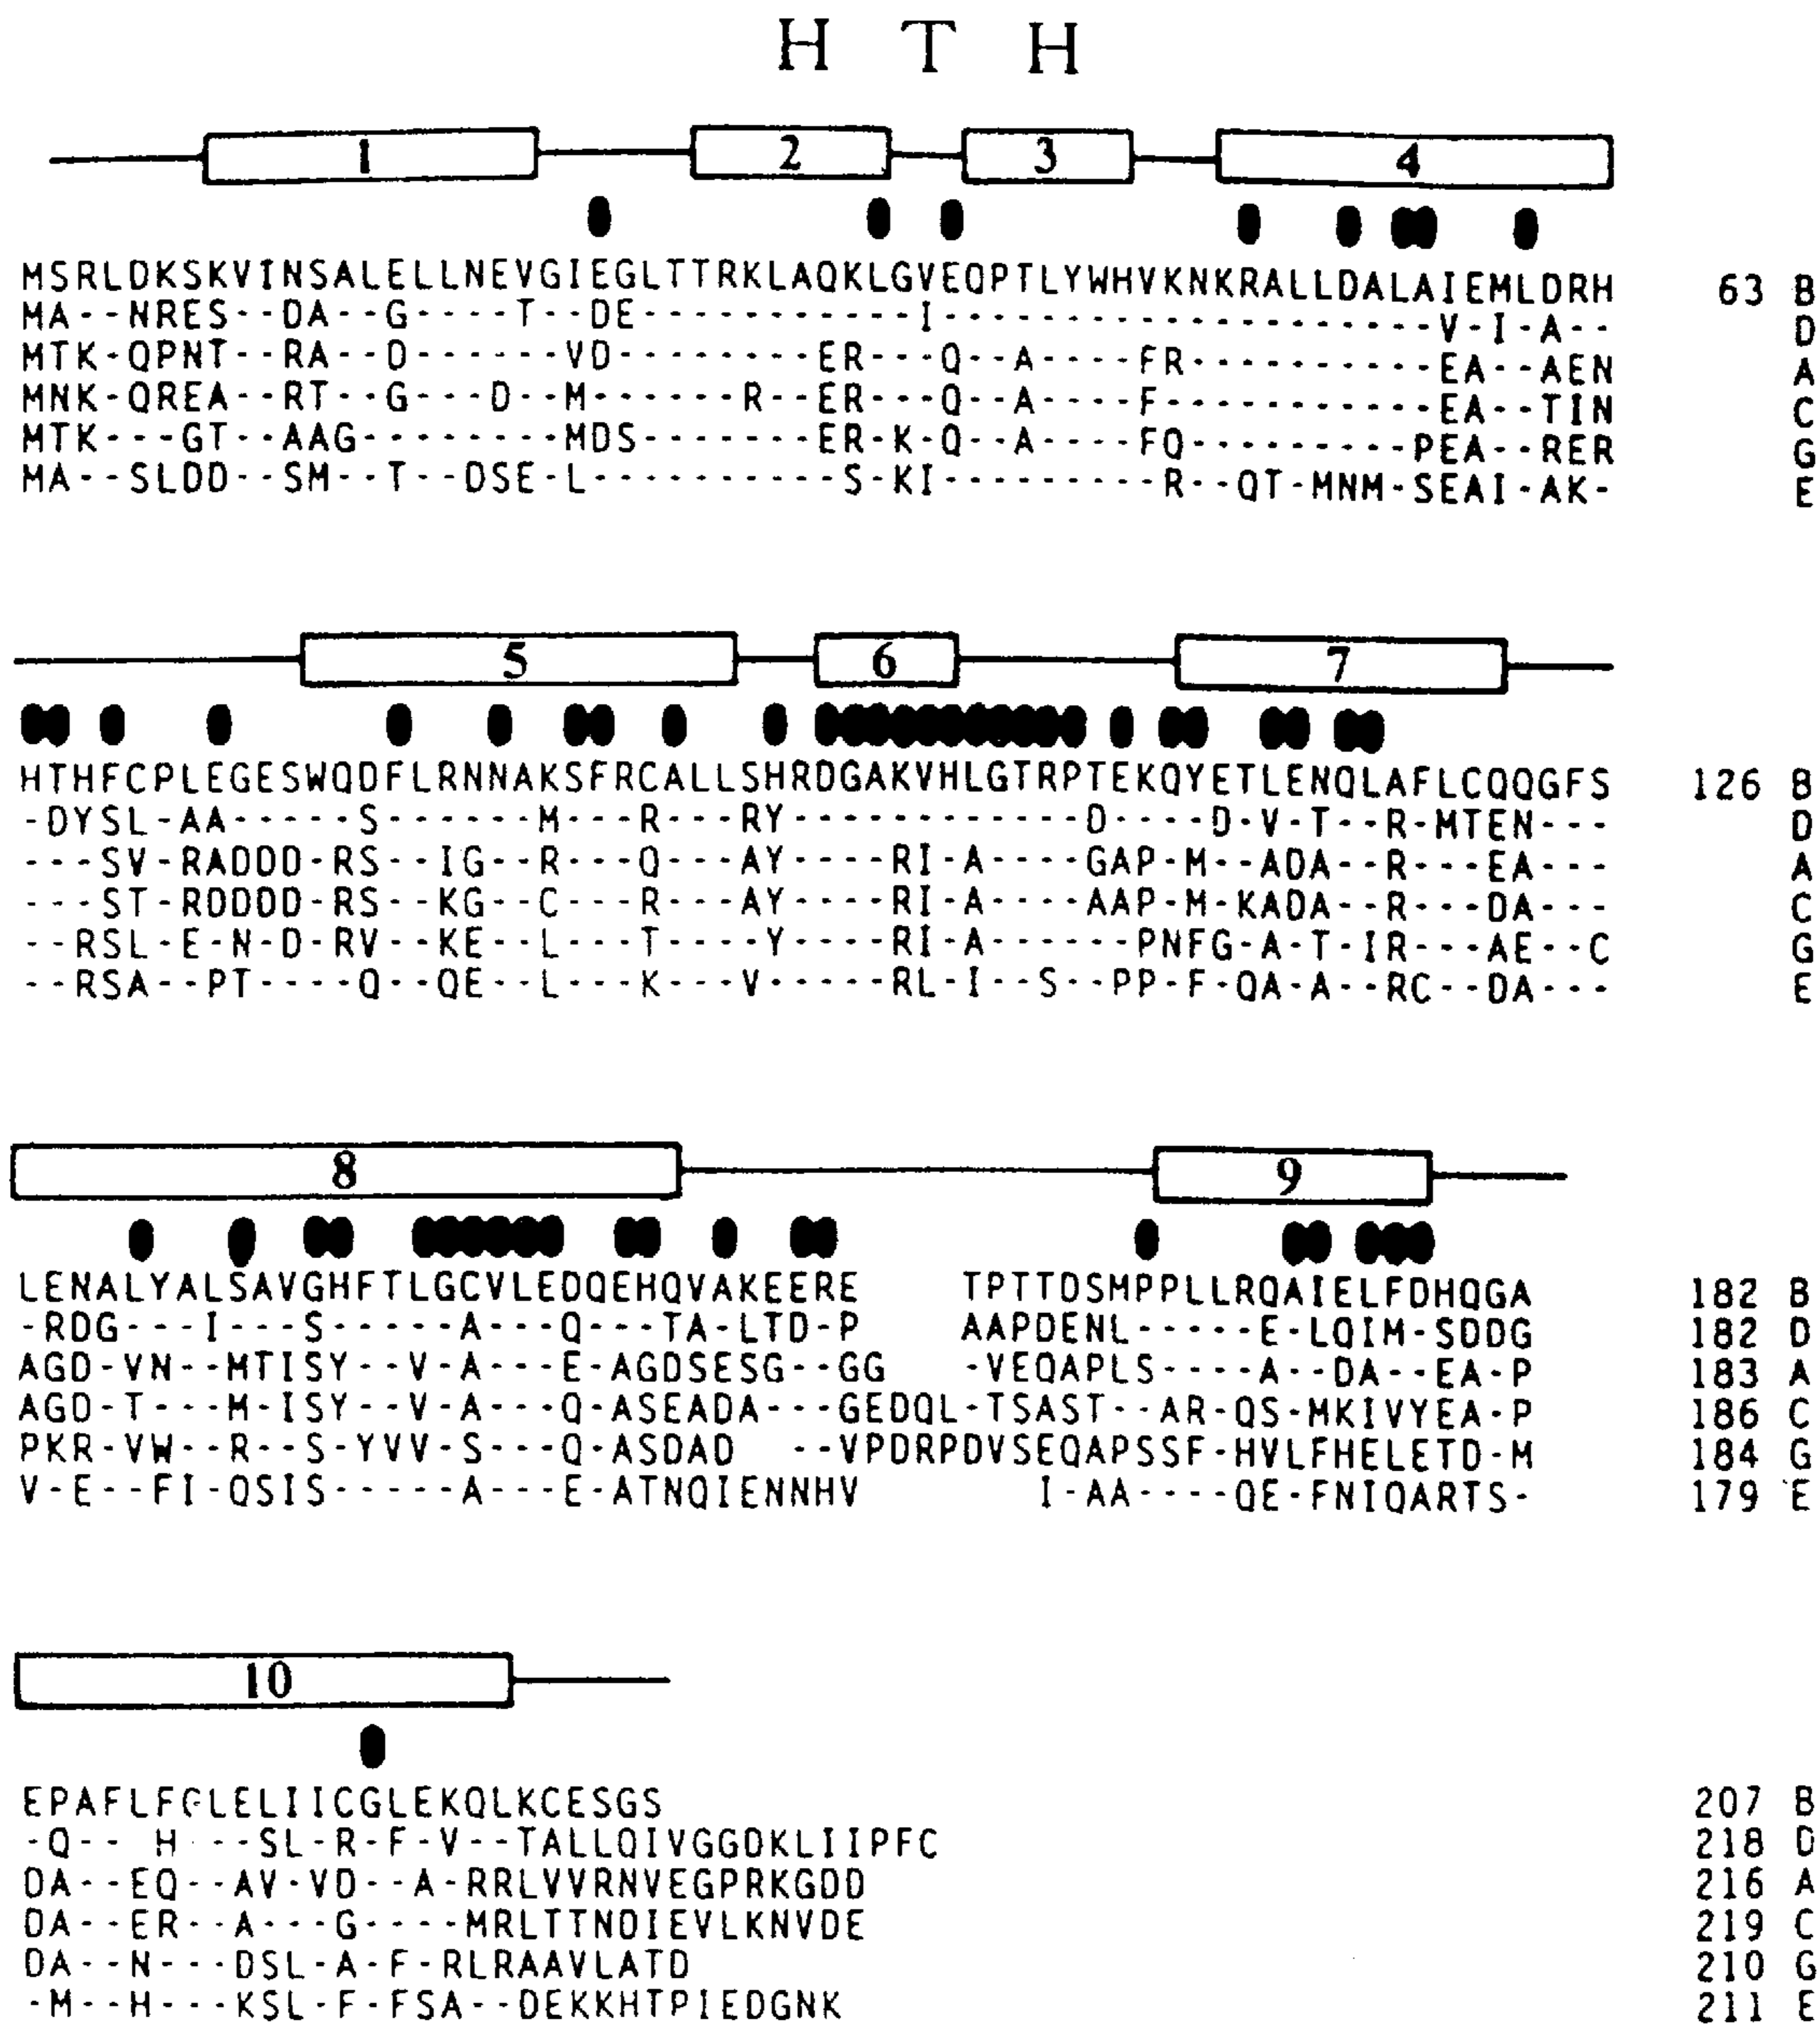 H T H
1 2 3 4
MSRLDKSKVINSALELLNEVGIEGLTTRKLAQKLGVEQPTLYWHVKNKRALLDALAIEMLDRH 63 B
MA--NRES--DA--G----T--DE-----------I-------------------V-I-A-- D
MTK-QPNT--RA--D------VD--------ER---Q--A----FR----------EA--AEN A
MNK-QREA--RT--G---D--M------R--ER---Q--A----F-----------EA--TIN C
MTK---GT--AAG--------MDS-------ER-K-Q--A----FQ---------PEA--RER G
MA--SLDD--SM--T--DSE-L----------S-KI---------R--QT-MNM-SEAI-AK- E
5 6 7
HTHFCPLEGESWQDFLRNNAKSFRCALLSHRDGAKVHLGTRPTEKQYETLENQLAFLCQQGFS 126 B
-DYSL-AA-----S------M---R---RY------------D----D-V-T--R-MTEN--- D
---SV-RADDDD-RS--IG--R---Q---AY----RI-A----GAP-M--ADA--R---EA--- A
---ST-RDDDD-RS--KG--C---R---AY----RI-A----AAP-M-KADA--R---DA--- C
--RSL-E-N-D-RV--KE--L---T----Y----RI-A------PNFG-A-T-IR---AE--C G
--RSA--PT----Q--QE--L---K---V-----RL-I--S--PP-F-QA-A--RC--DA--- E
8 9
LENALYALSAVGHFTLGCVLEDQEHQVAKEERE TPTTDSMPPLLRQAIELFDHQGA 182 B
-RDG---I---S-----A---Q---TA-LTD-P AAPDENL-----E-LQIM-SDDG 182 D
AGD-VN--MTISY--V-A---E-AGDSESG--GG -VEQAPLS----A--DA--EA-P 183 A
AGD-T---M-ISY--V-A---Q-ASEADA---GEDQL-TSAST--AR-QS-MKIVYEA-P 186 C
PKR-VW--R--S-YVV-S---Q-ASDAD --VPDRPDVSEQAPSSF-HVLFHELETD-M 184 G
V-E--FI-QSIS-----A---E-ATNQIENNHV I-AA----QE-FNIQARTS- 179 E
10
EPAFLFGLELIICGLEKQLKCESGS 207 B
-Q-- H ---SL-R-F-V--TALLQIVGGDKLIIPFC 218 D
DA--EQ--AV-VD--A-RRLVVRNVEGPRKGDD 216 A
DA--ER--A---G----MRLTTNDIEVLKNVDE 219 C
DA--N---DSL-A-F-RLRAAVLATD 210 G
-M--H---KSL-F-FSA--DEKKHTPIEDGNK 211 E